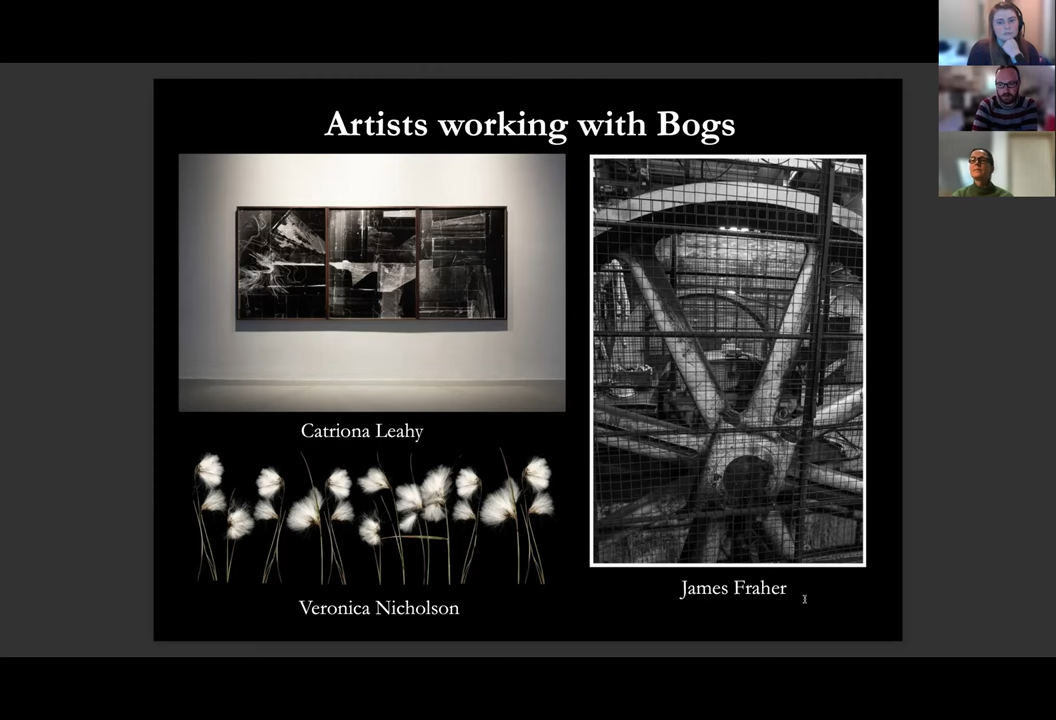 Artists working with Bogs
Catriona Leahy
Veronica Nicholson
James Fraher